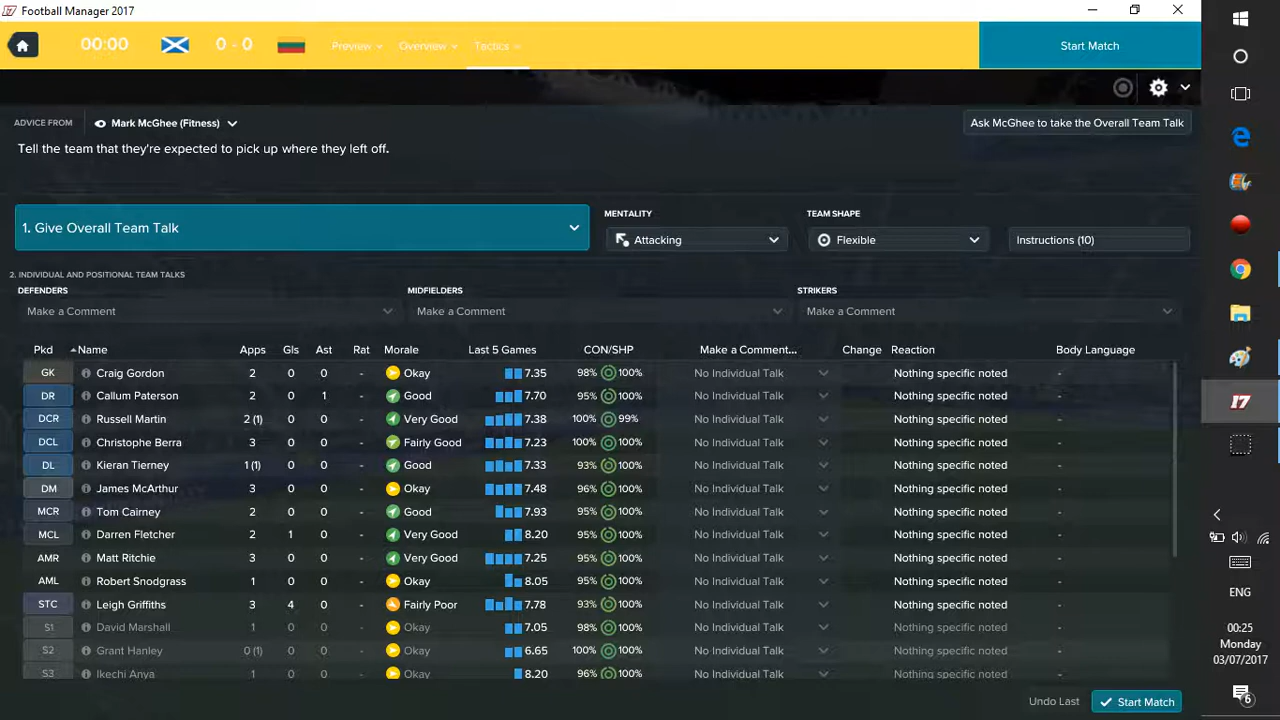 17 Football Manager 2017
00:00 0 - 0 Preview Overview Tactics Start Match
ADVICE FROM Mark McGhee (Fitness) Ask McGhee to take the Overall Team Talk
Tell the team that they're expected to pick up where they left off.
MENTALITY TEAM SHAPE
1. Give Overall Team Talk Attacking Flexible Instructions (10)
2. INDIVIDUAL AND POSITIONAL TEAM TALKS
DEFENDERS MIDFIELDERS STRIKERS
Make a Comment Make a Comment Make a Comment
Pkd Name Apps Gls Ast Rat Morale Last 5 Games CON/SHP Make a Comment... Change Reaction Body Language
GK Craig Gordon 2 0 0 - Okay 7.35 98% 100% No Individual Talk Nothing specific noted -
DR Callum Paterson 2 0 1 - Good 7.70 95% 100% No Individual Talk Nothing specific noted -
DCR Russell Martin 2 (1) 0 0 - Very Good 7.38 100% 99% No Individual Talk Nothing specific noted -
DCL Christophe Berra 3 0 0 - Fairly Good 7.23 100% 100% No Individual Talk Nothing specific noted -
DL Kieran Tierney 1 (1) 0 0 - Good 7.33 93% 100% No Individual Talk Nothing specific noted -
DM James McArthur 3 0 0 - Okay 7.48 96% 100% No Individual Talk Nothing specific noted -
MCR Tom Cairney 2 0 0 - Good 7.93 95% 100% No Individual Talk Nothing specific noted -
MCL Darren Fletcher 2 1 0 - Very Good 8.20 95% 100% No Individual Talk Nothing specific noted -
AMR Matt Ritchie 3 0 0 - Very Good 7.25 95% 100% No Individual Talk Nothing specific noted -
AML Robert Snodgrass 1 0 0 - Okay 8.05 95% 100% No Individual Talk Nothing specific noted -
STC Leigh Griffiths 3 4 0 - Fairly Poor 7.78 93% 100% No Individual Talk Nothing specific noted -
S1 David Marshall 1 0 0 - Okay 7.05 98% 100% No Individual Talk Nothing specific noted -
S2 Grant Hanley 0 (1) 0 0 - Okay 6.65 100% 100% No Individual Talk Nothing specific noted -
S3 Ikechi Anya 1 0 0 - Okay 8.20 96% 100% No Individual Talk Nothing specific noted -
Undo Last Start Match
17
ENG
00:25
Monday
03/07/2017
6